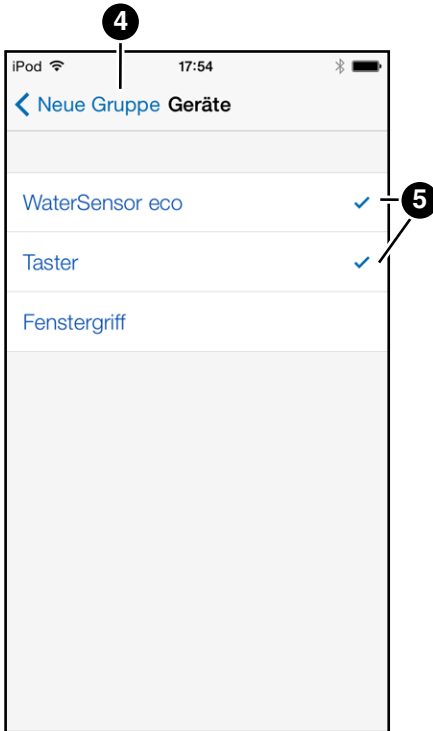 4
iPod 17:54
Neue Gruppe Geräte
WaterSensor eco
5
Taster
Fenstergriff